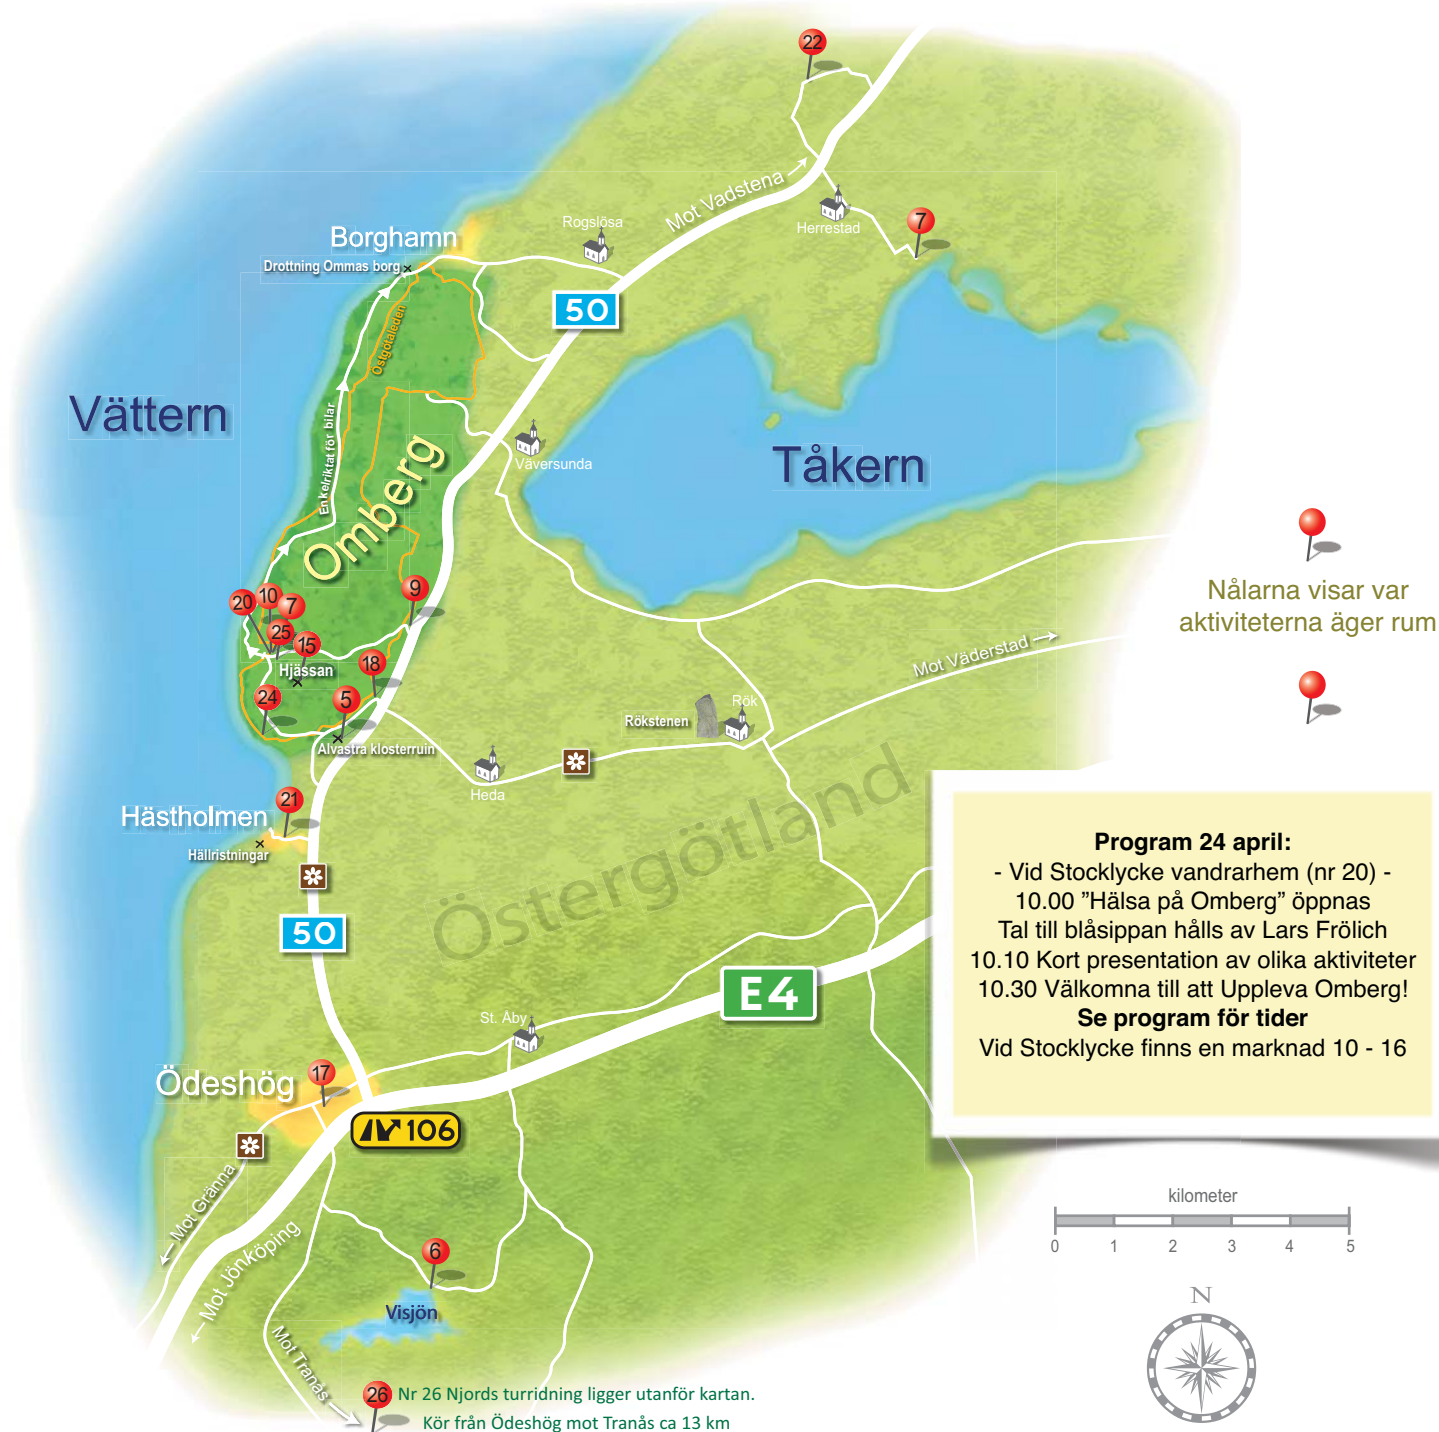 22
Mot Vadstena
Rogslösa
Herrestad
7
Borghamn
Drottning Ommas borg
50
Östgötaleden
Vättern
Enkelriktat för bilar
Omberg
Väversunda
Tåkern
Nålarna visar var
aktiviteterna äger rum
20
10
7
9
25
15
18
Hjässan
24
5
Alvastra klosterruin
Mot Väderstad
Rökstenen
Rök
Heda
21
Hästholmen
Hällristningar
Östergötland
50
Program 24 april:
- Vid Stocklycke vandrarhem (nr 20) -
10.00 ”Hälsa på Omberg” öppnas
Tal till blåsippan hålls av Lars Frölich
10.10 Kort presentation av olika aktiviteter
10.30 Välkomna till att Uppleva Omberg!
Se program för tider
Vid Stocklycke finns en marknad 10 - 16
E4
St. Åby
17
Ödeshög
106
Mot Gränna
Mot Jönköping
6
Visjön
Mot Tranås
kilometer
0 1 2 3 4 5
N
26 Nr 26 Njords turridning ligger utanför kartan.
Kör från Ödeshög mot Tranås ca 13 km